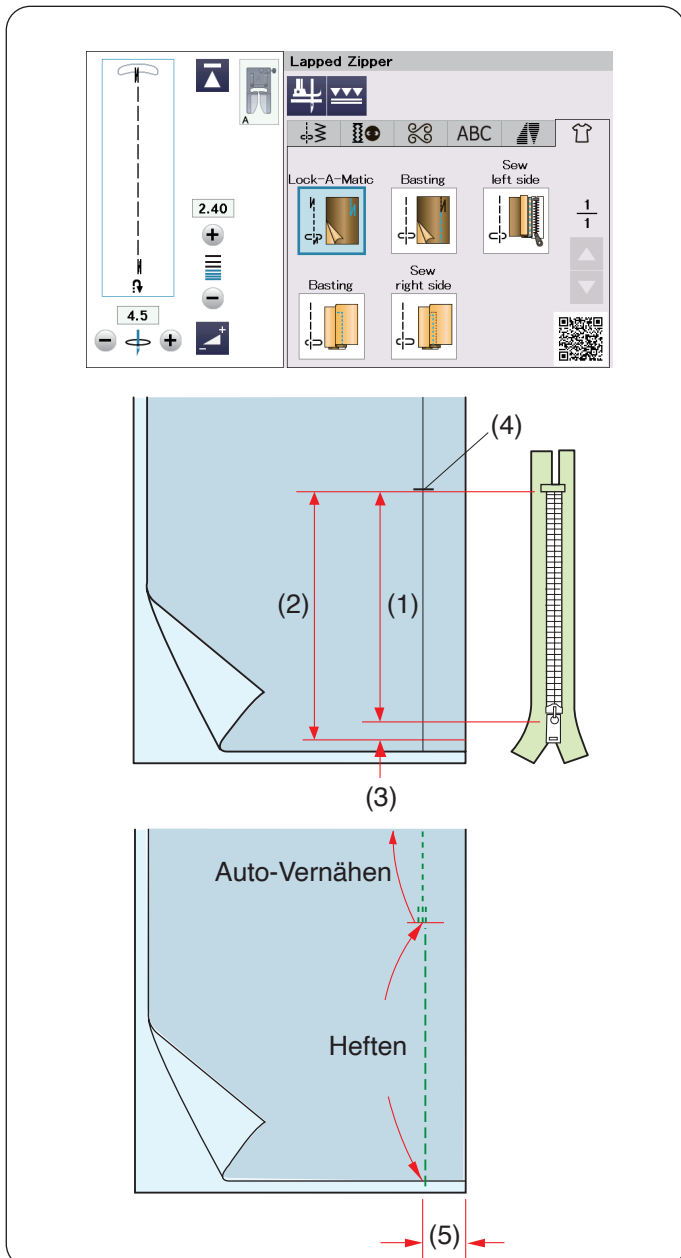 Lapped Zipper
A
ABC
Lock-A-Matic
Basting
Sew
left side
2.40
1
1
4.5
Basting
Sew
right side
(4)
(2)
(1)
(3)
Auto-Vernähen
Heften
(5)